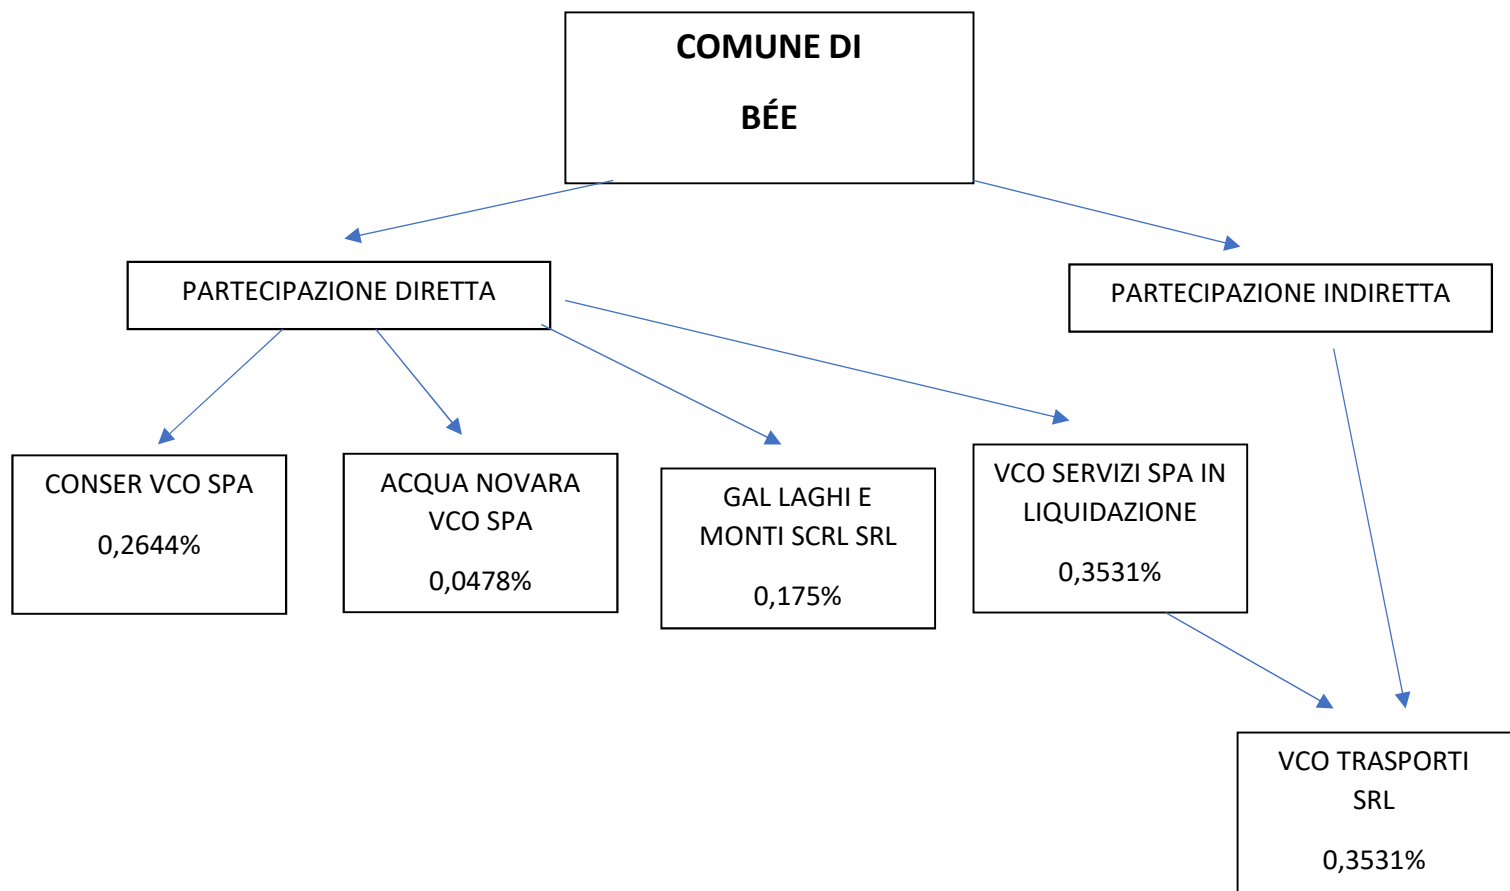 COMUNE DI
BÉE
PARTECIPAZIONE DIRETTA
PARTECIPAZIONE INDIRETTA
CONSER VCO SPA
0,2644%
ACQUA NOVARA
VCO SPA
0,0478%
GAL LAGHI E
MONTI SCRL SRL
0,175%
VCO SERVIZI SPA IN
LIQUIDAZIONE
0,3531%
VCO TRASPORTI
SRL
0,3531%